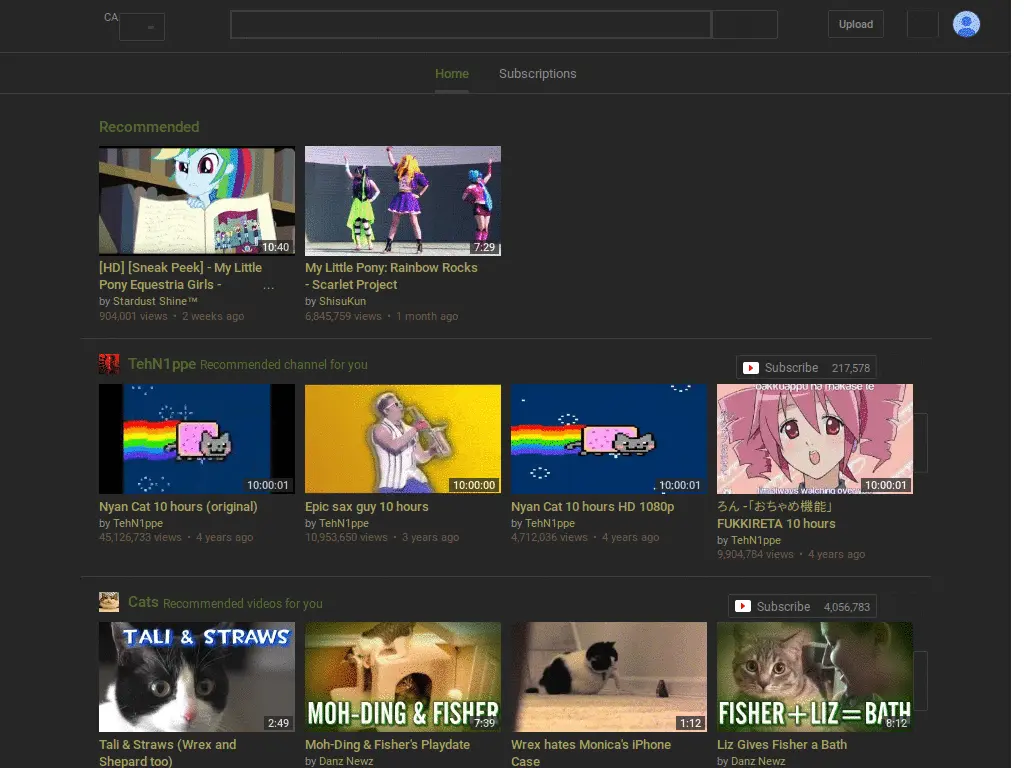 CA
Upload
Home Subscriptions
Recommended
10:40
7:29
[HD] [Sneak Peek] - My Little
Pony Equestria Girls - ...
by Stardust Shine™
904,001 views • 2 weeks ago
My Little Pony: Rainbow Rocks
- Scarlet Project
by ShisuKun
6,845,759 views • 1 month ago
TehN1ppe Recommended channel for you
Subscribe 217,578
10:00:01
10:00:00
10:00:01
oakkuappu na makase te
always watching over
10:00:01
Nyan Cat 10 hours (original)
by TehN1ppe
45,126,733 views • 4 years ago
Epic sax guy 10 hours
by TehN1ppe
10,953,650 views • 3 years ago
Nyan Cat 10 hours HD 1080p
by TehN1ppe
4,712,036 views • 4 years ago
ろん -「おちゃめ機能」
FUKKIRETA 10 hours
by TehN1ppe
9,904,784 views • 4 years ago
Cats Recommended videos for you
Subscribe 4,056,783
TALI & STRAWS
2:49
MOH-DING & FISHER
7:39
1:12
FISHER+LIZ=BATH
8:12
Tali & Straws (Wrex and
Shepard too)
Moh-Ding & Fisher's Playdate
by Danz Newz
Wrex hates Monica's iPhone
Case
Liz Gives Fisher a Bath
by Danz Newz